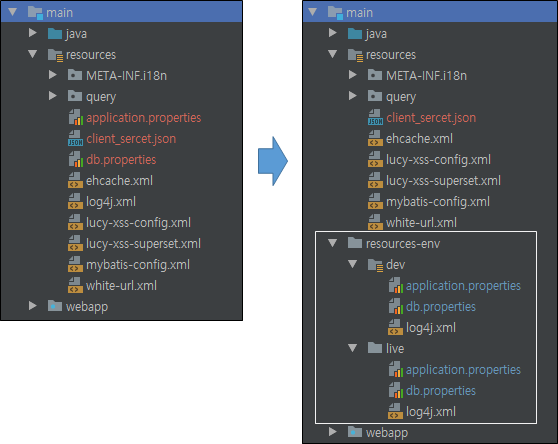 main
java
resources
META-INF.i18n
query
application.properties
client_sercet.json
db.properties
ehcache.xml
log4j.xml
lucy-xss-config.xml
lucy-xss-superset.xml
mybatis-config.xml
white-url.xml
webapp
main
java
resources
META-INF.i18n
query
client_sercet.json
ehcache.xml
lucy-xss-config.xml
lucy-xss-superset.xml
mybatis-config.xml
white-url.xml
resources-env
dev
application.properties
db.properties
log4j.xml
live
application.properties
db.properties
log4j.xml
webapp